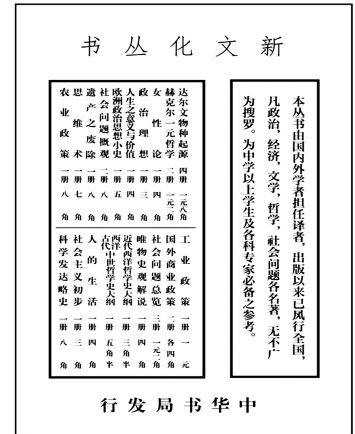 新文化丛书
本丛书由国内外学者担任译者，出版以来已风行全国，
凡政治，经济，文学，哲学，社会问题各名著，无不广
为搜罗。为中学以上学生及各科专家必备之参考。
达尔文物种起源 四册 一元八角
赫克尔一元哲学 二册 一元二角
女性论 一册 四角
政治理想 一册 三角
人生之意义与价值 一册 四角
欧洲政治思想小史 一册 五角
社会问题概观 二册 八角
遗产之废除 一册 角
思维术 一册 七角
农业政策 一册 八角
工业政策 一册 一元
国外商业政策 二册 各四角
社会问题总览 三册 一元二角
唯物史观解说 一册 四角
近代西洋哲学史大纲 一册 三角半
西洋古代中世哲学史大纲 一册 五角半
人的生活 一册 四角
社会主义初步 一册 三角
科学发达略史 一册 八角
中华书局发行